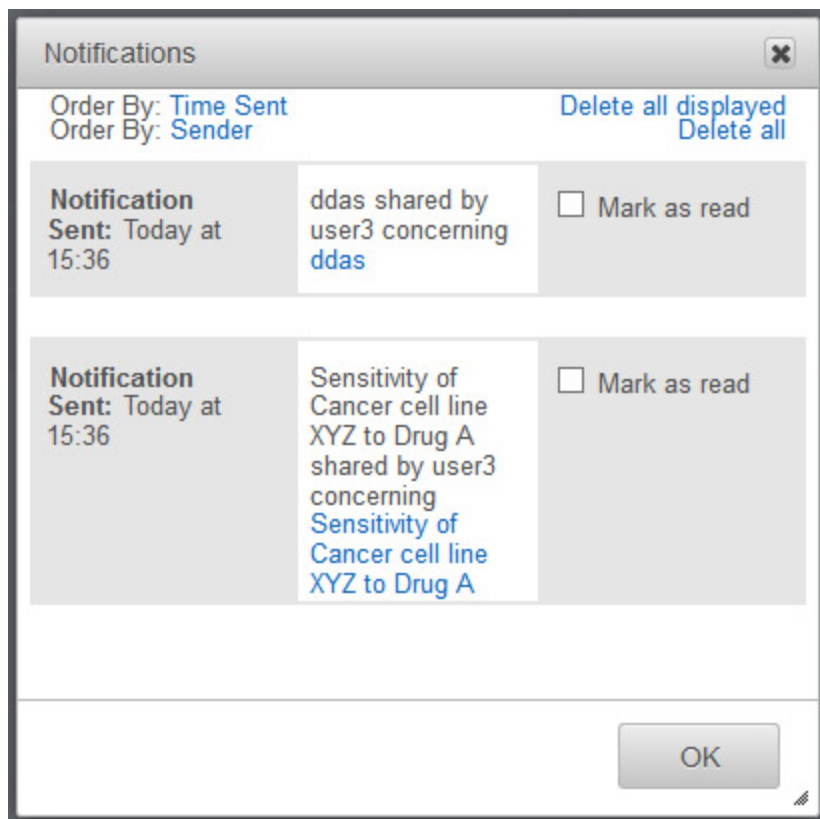 Notifications
Order By: Time Sent
Delete all displayed
Order By: Sender
Delete all
Notification
Sent: Today at
15:36
ddas shared by
user3 concerning
ddas
Mark as read
Notification
Sent: Today at
15:36
Sensitivity of
Cancer cell line
XYZ to Drug A
shared by user3
concerning
Sensitivity of
Cancer cell line
XYZ to Drug A
Mark as read
OK